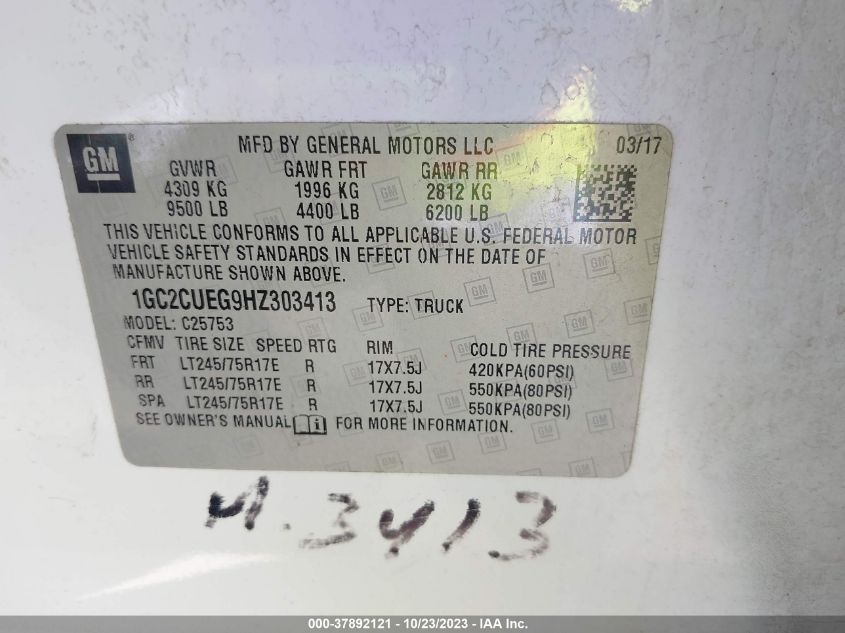 GM
MFD BY GENERAL MOTORS LLC 03/17
GVWR GAWR FRT GAWR RR
4309 KG 1996 KG 2812 KG
9500 LB 4400 LB 6200 LB
THIS VEHICLE CONFORMS TO ALL APPLICABLE U.S. FEDERAL MOTOR
VEHICLE SAFETY STANDARDS IN EFFECT ON THE DATE OF
MANUFACTURE SHOWN ABOVE.
1GC2CUEG9HZ303413 TYPE: TRUCK
MODEL: C25753
CFMV TIRE SIZE SPEED RTG RIM COLD TIRE PRESSURE
FRT LT245/75R17E R 17X7.5J 420KPA(60PSI)
RR LT245/75R17E R 17X7.5J 550KPA(80PSI)
SPA LT245/75R17E R 17X7.5J 550KPA(80PSI)
SEE OWNER'S MANUAL FOR MORE INFORMATION.
M.3413
000-37892121 - 10/23/2023 - IAA Inc.